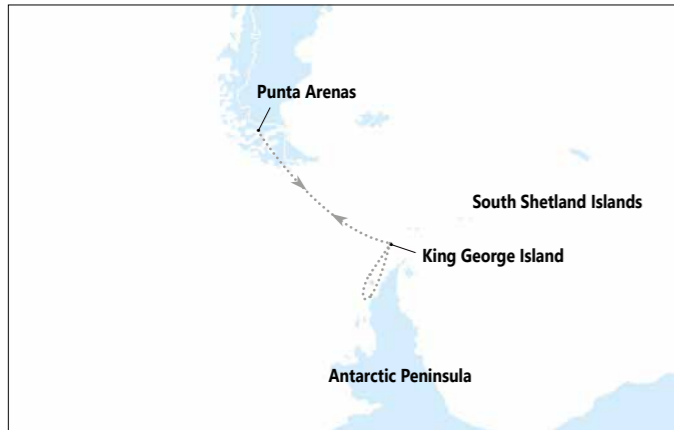 Punta Arenas
South Shetland Islands
King George Island
Antarctic Peninsula